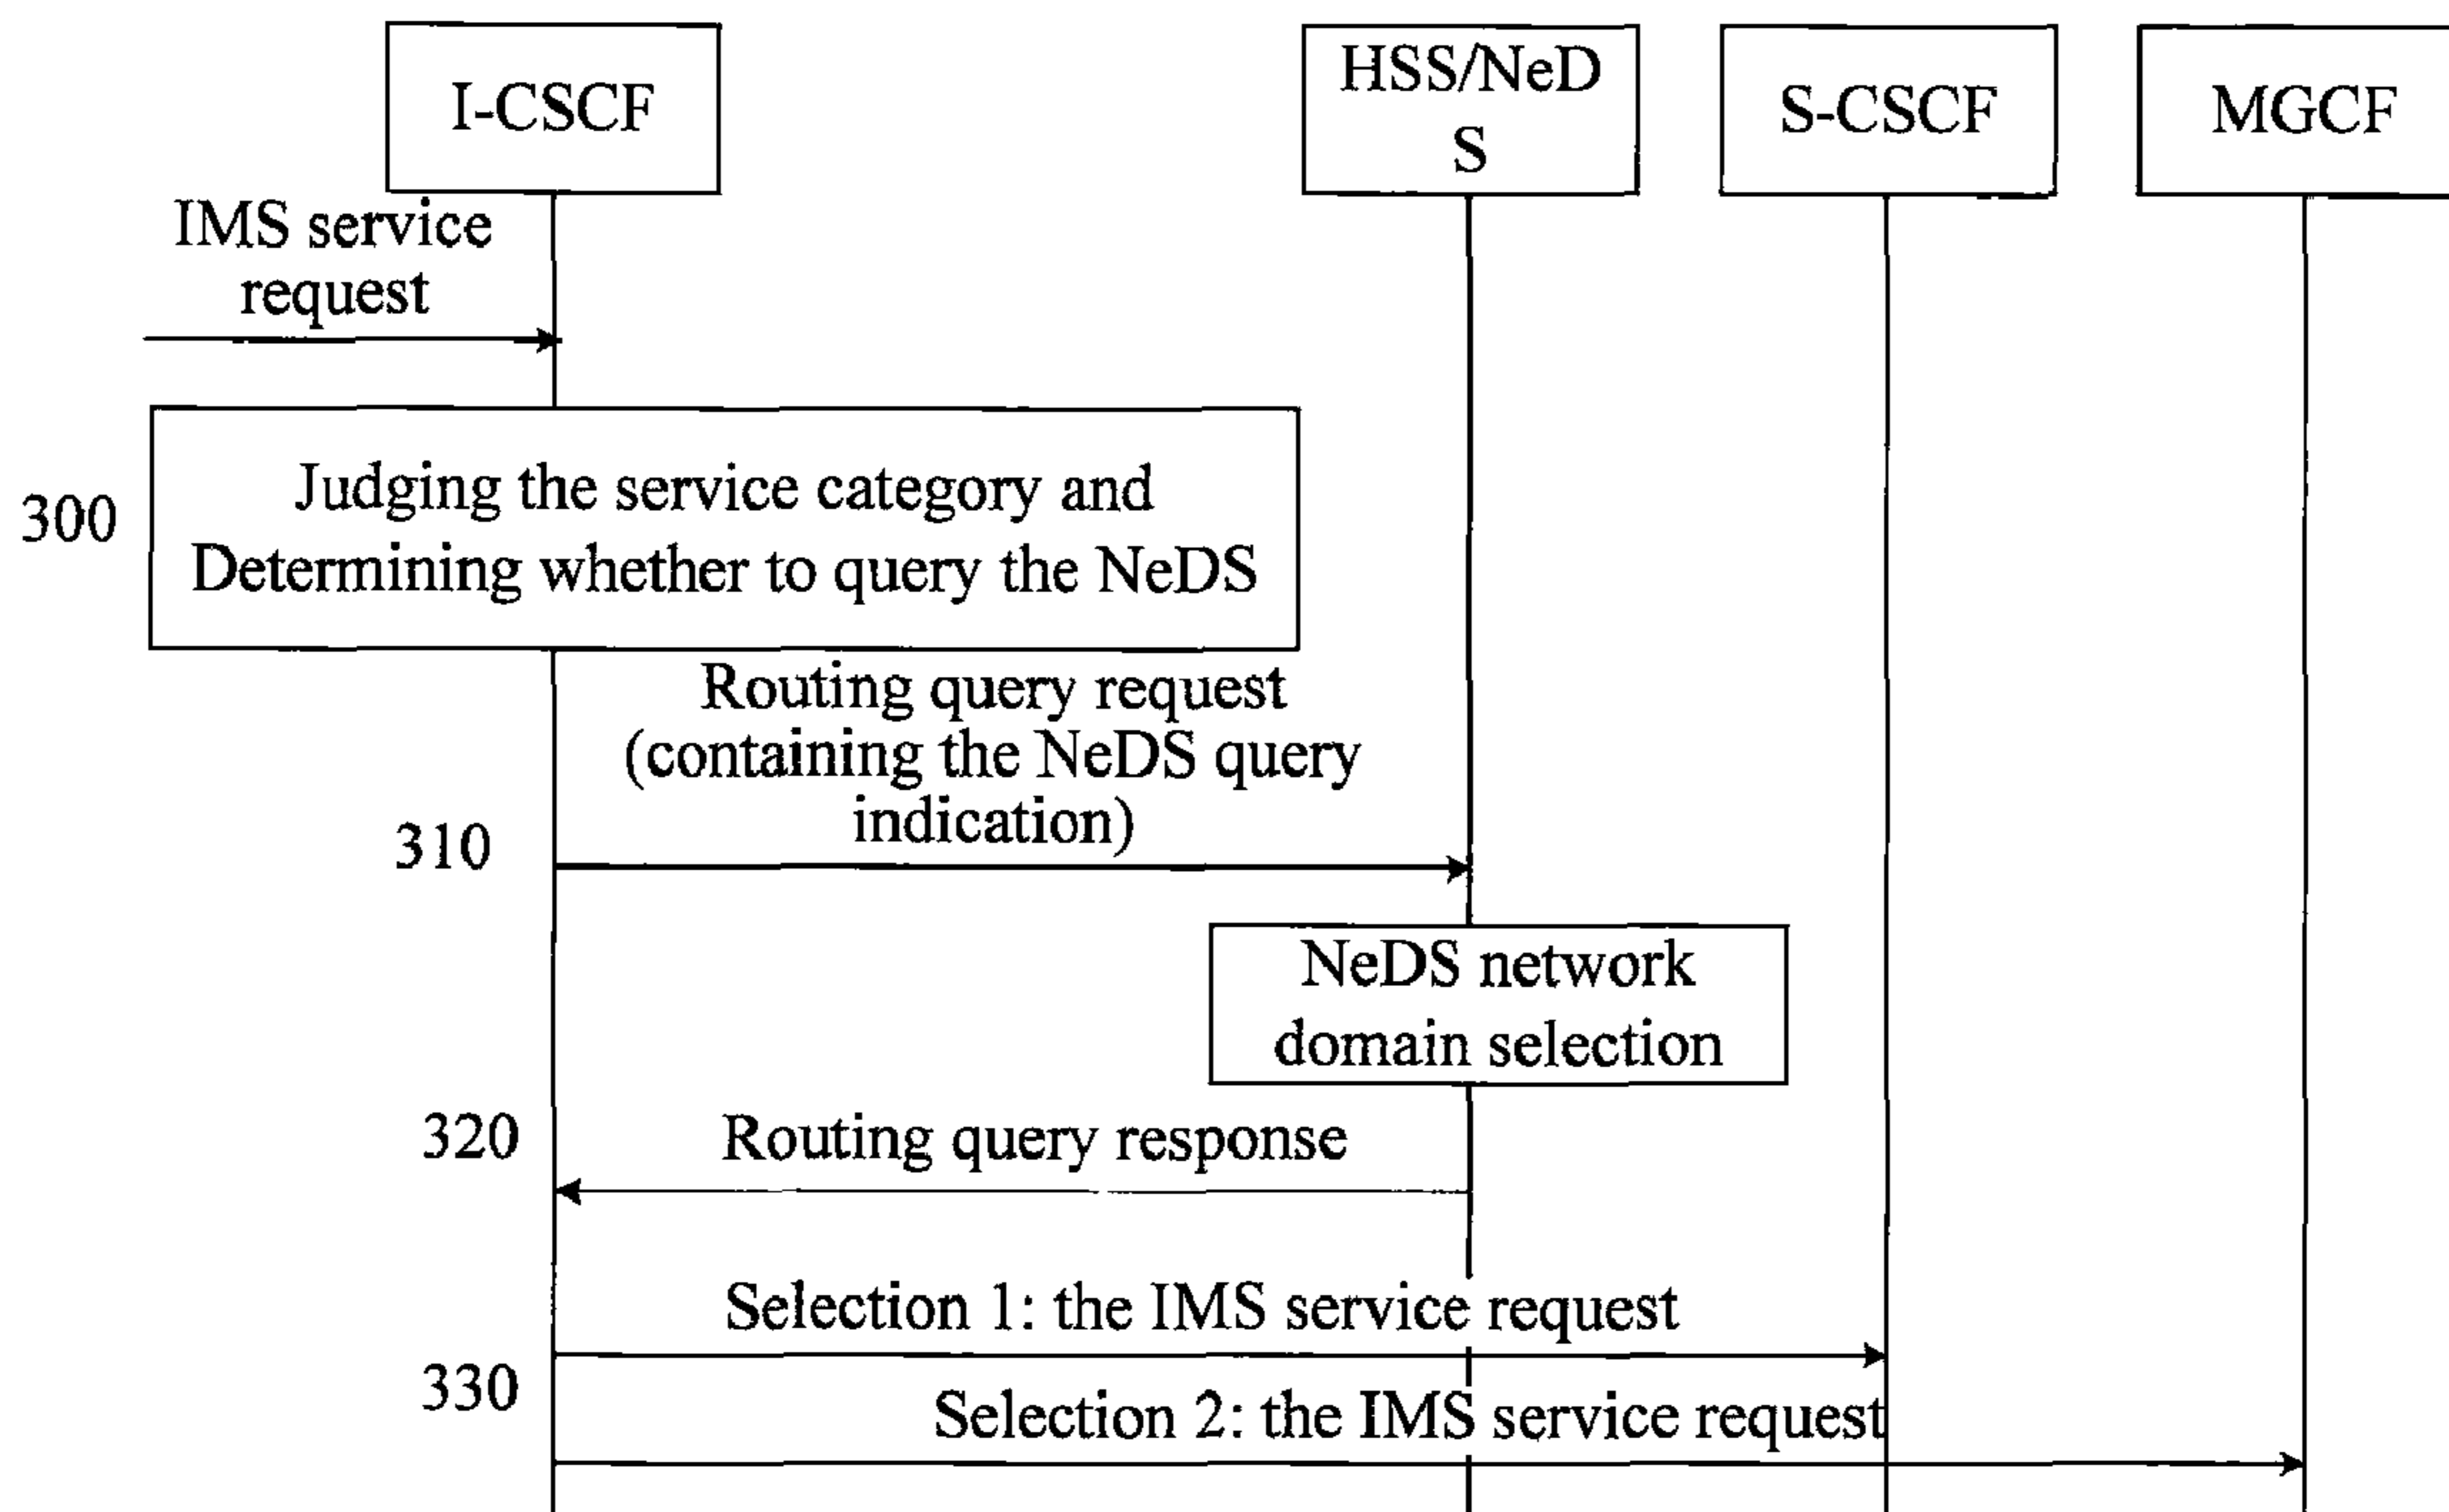 I-CSCF
HSS/NeD
S
S-CSCF
MGCF
IMS service
request
300
Judging the service category and
Determining whether to query the NeDS
Routing query request
(containing the NeDS query
indication)
310
NeDS network
domain selection
320
Routing query response
Selection 1: the IMS service request
330
Selection 2: the IMS service request